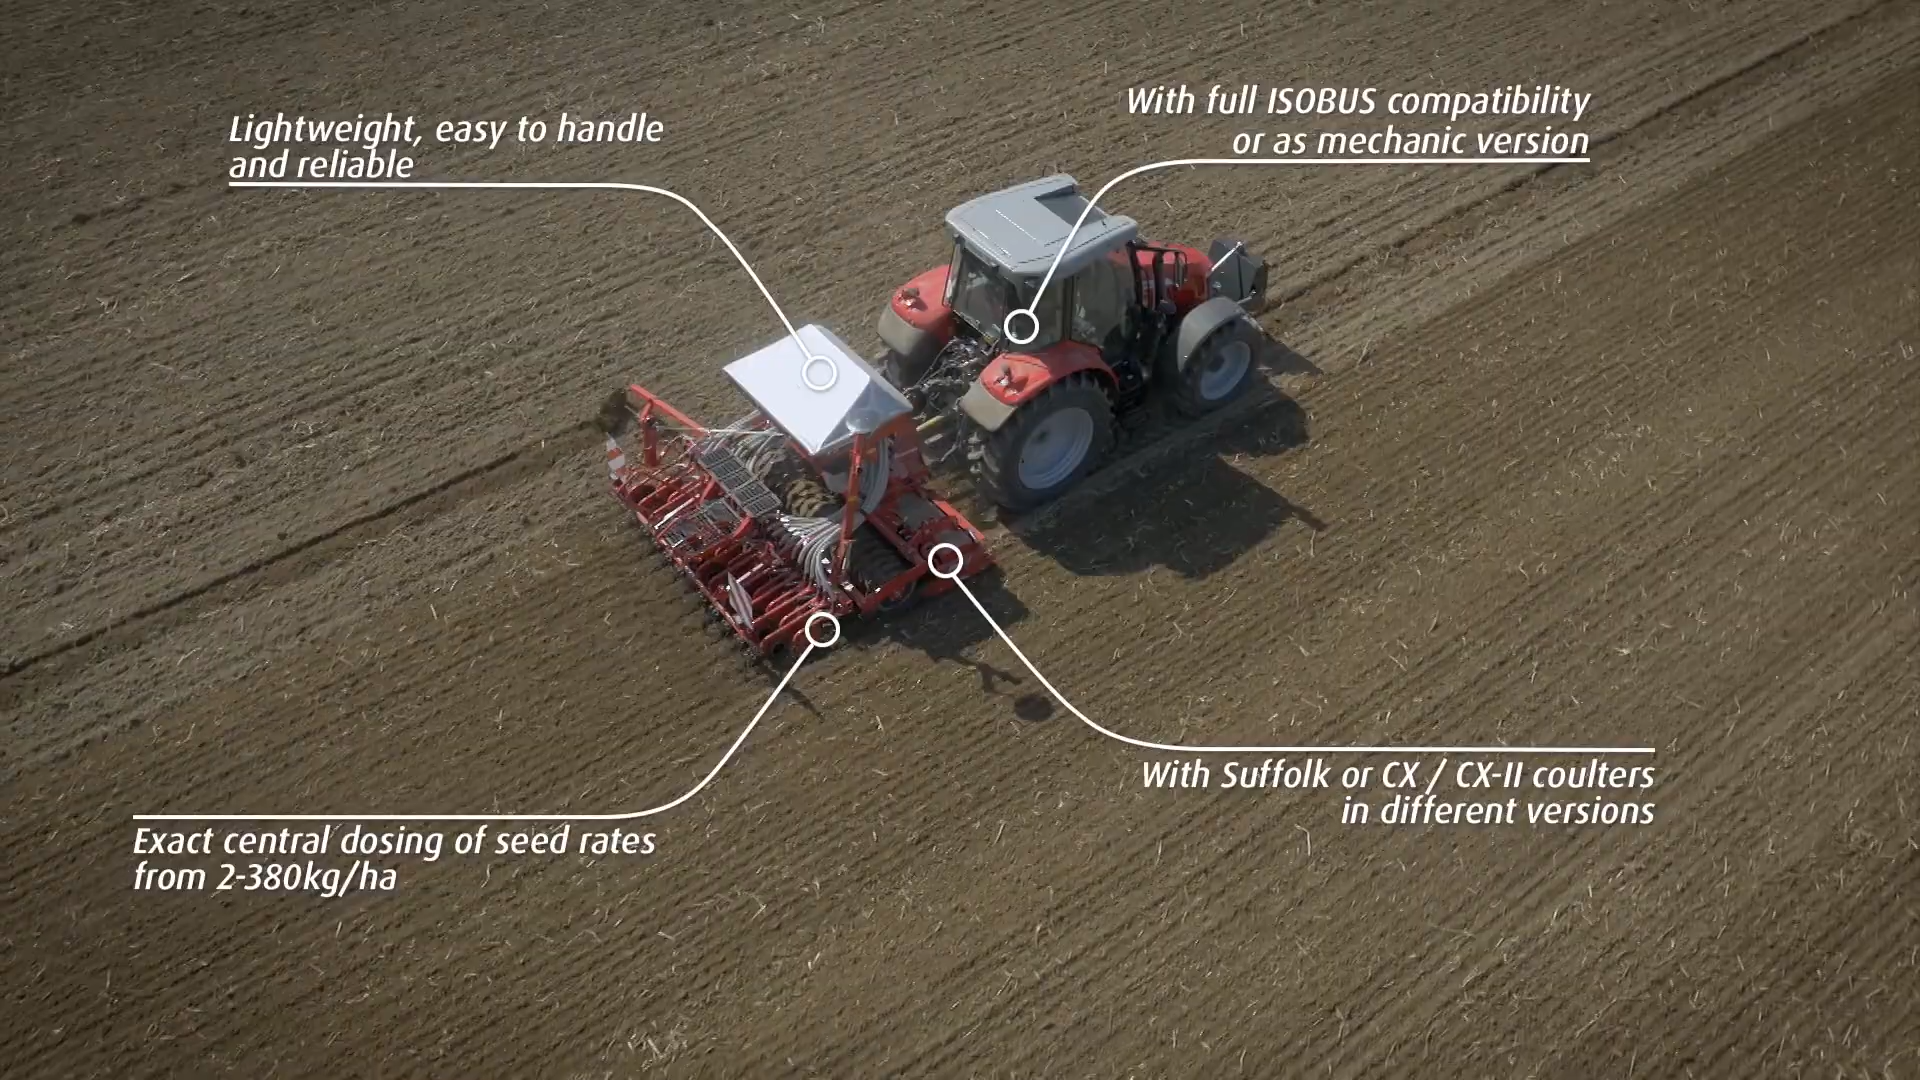 Lightweight, easy to handle
and reliable
With full ISOBUS compatibility
or as mechanic version
Exact central dosing of seed rates
from 2-380kg/ha
With Suffolk or CX / CX-II coulters
in different versions